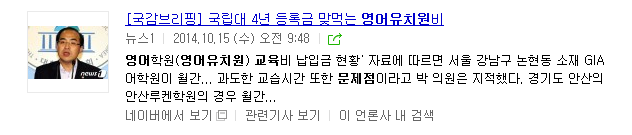 [국감브리핑] 국립대 4년 등록금 맞먹는 영어유치원비
뉴스1 | 2014.10.15 (수) 오전 9:48 |
영어학원(영어유치원) 교육비 납입금 현황' 자료에 따르면 서울 강남구 논현동 소재 GIA
어학원이 월간... 과도한 교습시간 또한 문제점이라고 박 의원은 지적했다. 경기도 안산의
안산루켄학원의 경우 월간...
네이버에서 보기 | 관련기사 보기 | 이 언론사 내 검색